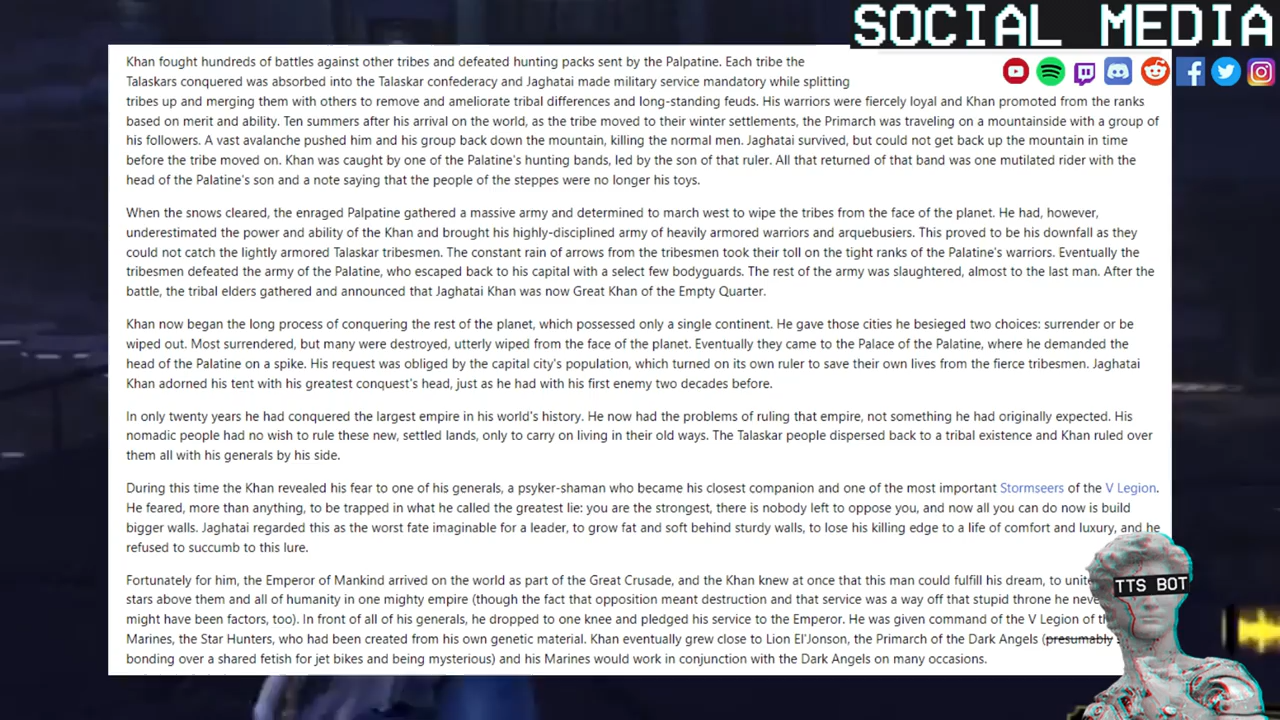 SOCIAL MEDIA
Khan fought hundreds of battles against other tribes and defeated hunting packs sent by the Palpatine. Each tribe the
Talaskars conquered was absorbed into the Talaskar confederacy and Jaghatai made military service mandatory while splitting
tribes up and merging them with others to remove and ameliorate tribal differences and long-standing feuds. His warriors were fiercely loyal and Khan promoted from the ranks
based on merit and ability. Ten summers after his arrival on the world, as the tribe moved to their winter settlements, the Primarch was traveling on a mountainside with a group of
his followers. A vast avalanche pushed him and his group back down the mountain, killing the normal men. Jaghatai survived, but could not get back up the mountain in time
before the tribe moved on. Khan was caught by one of the Palatine's hunting bands, led by the son of that ruler. All that returned of that band was one mutilated rider with the
head of the Palatine's son and a note saying that the people of the steppes were no longer his toys.
When the snows cleared, the enraged Palpatine gathered a massive army and determined to march west to wipe the tribes from the face of the planet. He had, however,
underestimated the power and ability of the Khan and brought his highly-disciplined army of heavily armored warriors and arquebusiers. This proved to be his downfall as they
could not catch the lightly armored Talaskar tribesmen. The constant rain of arrows from the tribesmen took their toll on the tight ranks of the Palatine's warriors. Eventually the
tribesmen defeated the army of the Palatine, who escaped back to his capital with a select few bodyguards. The rest of the army was slaughtered, almost to the last man. After the
battle, the tribal elders gathered and announced that Jaghatai Khan was now Great Khan of the Empty Quarter.
Khan now began the long process of conquering the rest of the planet, which possessed only a single continent. He gave those cities he besieged two choices: surrender or be
wiped out. Most surrendered, but many were destroyed, utterly wiped from the face of the planet. Eventually they came to the Palace of the Palatine, where he demanded the
head of the Palatine on a spike. His request was obliged by the capital city's population, which turned on its own ruler to save their own lives from the fierce tribesmen. Jaghatai
Khan adorned his tent with his greatest conquest's head, just as he had with his first enemy two decades before.
In only twenty years he had conquered the largest empire in his world's history. He now had the problems of ruling that empire, not something he had originally expected. His
nomadic people had no wish to rule these new, settled lands, only to carry on living in their old ways. The Talaskar people dispersed back to a tribal existence and Khan ruled over
them all with his generals by his side.
During this time the Khan revealed his fear to one of his generals, a psyker-shaman who became his closest companion and one of the most important Stormseers of the V Legion.
He feared, more than anything, to be trapped in what he called the greatest lie: you are the strongest, there is nobody left to oppose you, and now all you can do now is build
bigger walls. Jaghatai regarded this as the worst fate imaginable for a leader, to grow fat and soft behind sturdy walls, to lose his killing edge to a life of comfort and luxury, and he
refused to succumb to this lure.
Fortunately for him, the Emperor of Mankind arrived on the world as part of the Great Crusade, and the Khan knew at once that this man could fulfill his dream, to unite
stars above them and all of humanity in one mighty empire (though the fact that opposition meant destruction and that service was a way off that stupid throne he
might have been factors, too). In front of all of his generals, he dropped to one knee and pledged his service to the Emperor. He was given command of the V Legion of
Marines, the Star Hunters, who had been created from his own genetic material. Khan eventually grew close to Lion El'Jonson, the Primarch of the Dark Angels (presumably
bonding over a shared fetish for jet bikes and being mysterious) and his Marines would work in conjunction with the Dark Angels on many occasions.
TTS BOT